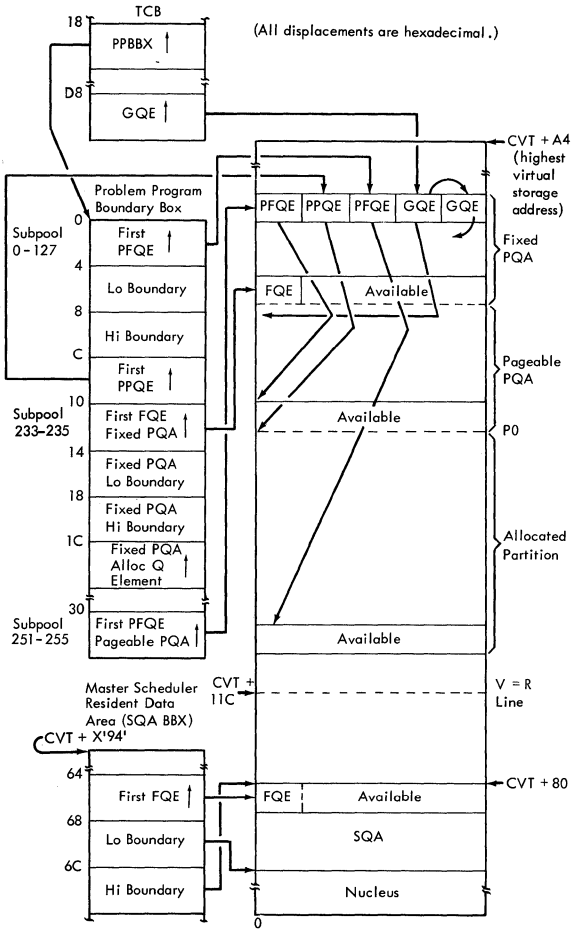 TCB
18
PPBBX
(All displacements are hexadecimal.)
D8
GQE
CVT + A4
(highest
virtual
storage
address)
Problem Program
Boundary Box
0
Subpool
0-127
First
PFQE
4
Lo Boundary
8
Hi Boundary
C
First
PPQE
10
Subpool
233-235
First FQE
Fixed PQA
14
Fixed PQA
Lo Boundary
18
Fixed PQA
Hi Boundary
1C
Fixed PQA
Alloc Q
Element
30
Subpool
251-255
First PFQE
Pageable PQA
PFQE PPQE PFQE GQE GQE
Fixed
PQA
FQE Available
Pageable
PQA
Available
P0
Allocated
Partition
Available
CVT +
11C
V = R
Line
Master Scheduler
Resident Data
Area (SQA BBX)
CVT + X'94'
64
First FQE
68
Lo Boundary
6C
Hi Boundary
CVT + 80
FQE Available
SQA
Nucleus
0